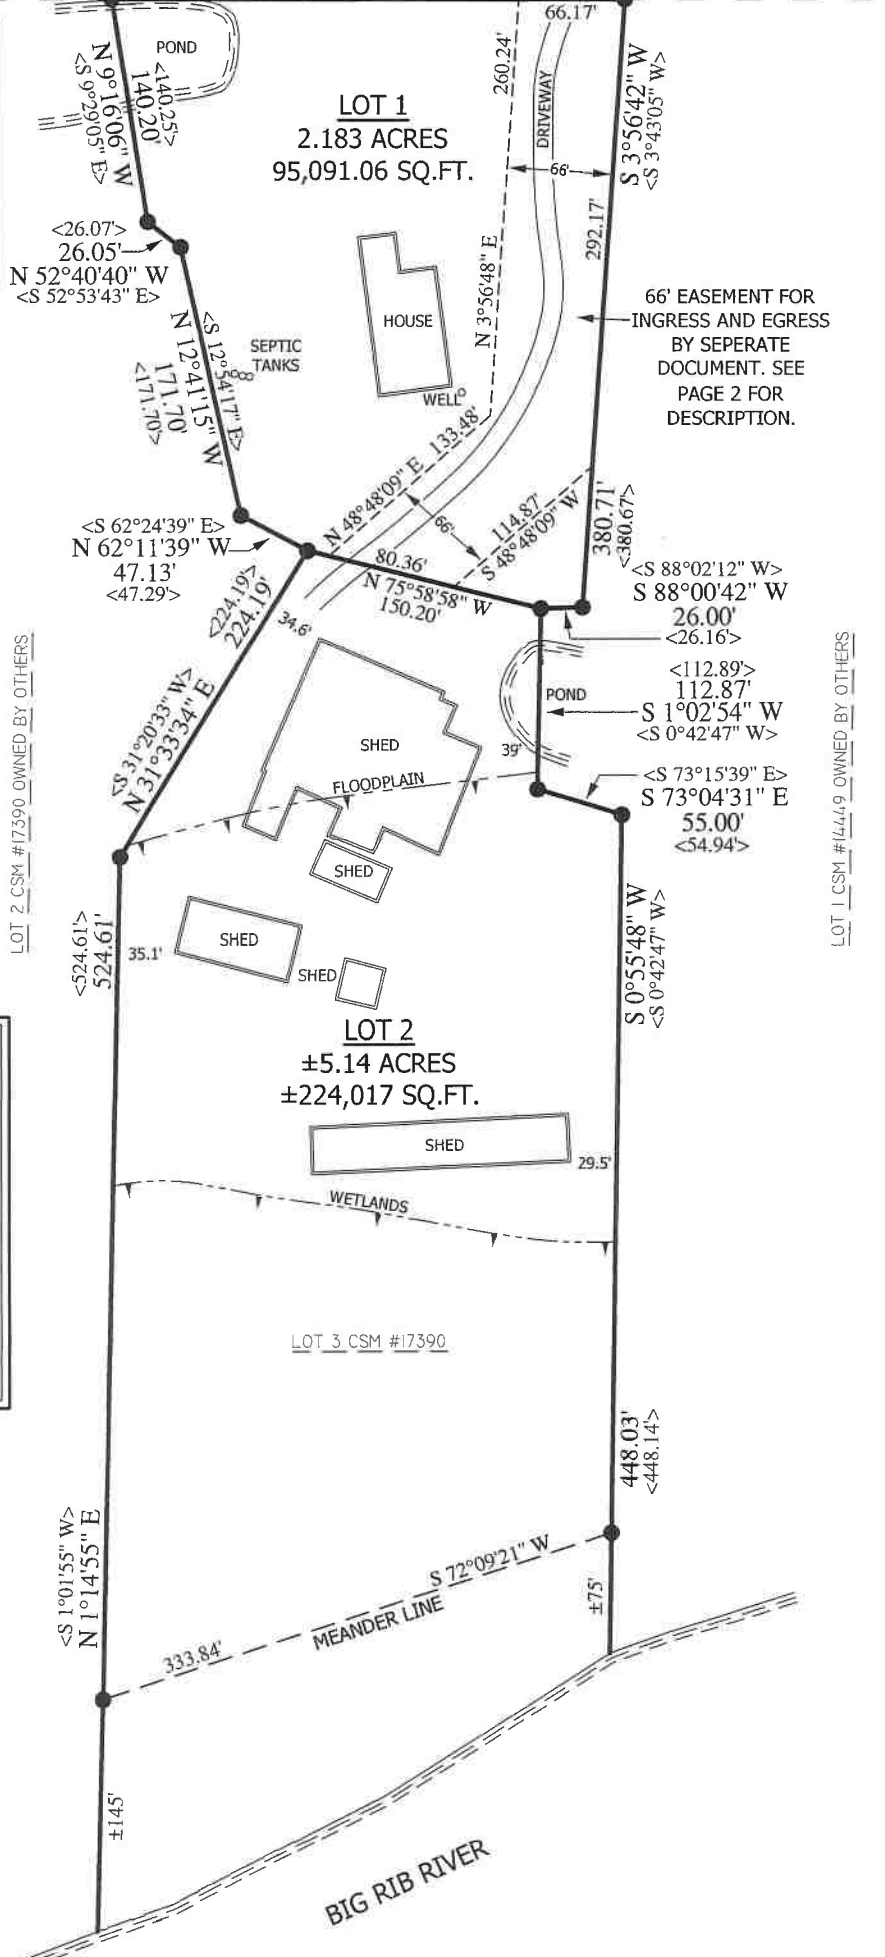 66.17'
POND
N 9°16'06" W
<S 9°29'05" E>
140.20'
<140.25'>
260.24'
DRIVEWAY
S 3°56'42" W
<S 3°43'05" W>
LOT 1
2.183 ACRES
95,091.06 SQ.FT.
66'
292.17'
<26.07'>
26.05'
N 52°40'40" W
<S 52°53'43" E>
N 3°56'48" E
HOUSE
66' EASEMENT FOR
INGRESS AND EGRESS
BY SEPERATE
DOCUMENT. SEE
PAGE 2 FOR
DESCRIPTION.
<S 12°54'17" E>
N 12°41'15" W
171.70'
<171.70'>
SEPTIC
TANKS
WELL
N 48°48'09" E 133.48'
66'
114.87'
S 48°48'09" W
380.71'
<380.67'>
<S 62°24'39" E>
N 62°11'39" W
47.13'
<47.29'>
80.36'
N 75°58'58" W
150.20'
<S 88°02'12" W>
S 88°00'42" W
26.00'
<26.16'>
<224.19'>
224.19'
34.6'
<S 31°20'33" W>
N 31°33'34" E
LOT 2 CSM #17390 OWNED BY OTHERS
LOT 1 CSM #14449 OWNED BY OTHERS
POND
<112.89'>
112.87'
S 1°02'54" W
<S 0°42'47" W>
39'
SHED
FLOODPLAIN
<S 73°15'39" E>
S 73°04'31" E
55.00'
<54.94'>
SHED
<524.61'>
524.61'
35.1'
SHED
SHED
S 0°55'48" W
<S 0°42'47" W>
LOT 2
±5.14 ACRES
±224,017 SQ.FT.
SHED
29.5'
WETLANDS
LOT 3 CSM #17390
448.03'
<448.14'>
<S 1°01'55" W>
N 1°14'55" E
S 72°09'21" W
MEANDER LINE
333.84'
±75'
±145'
BIG RIB RIVER